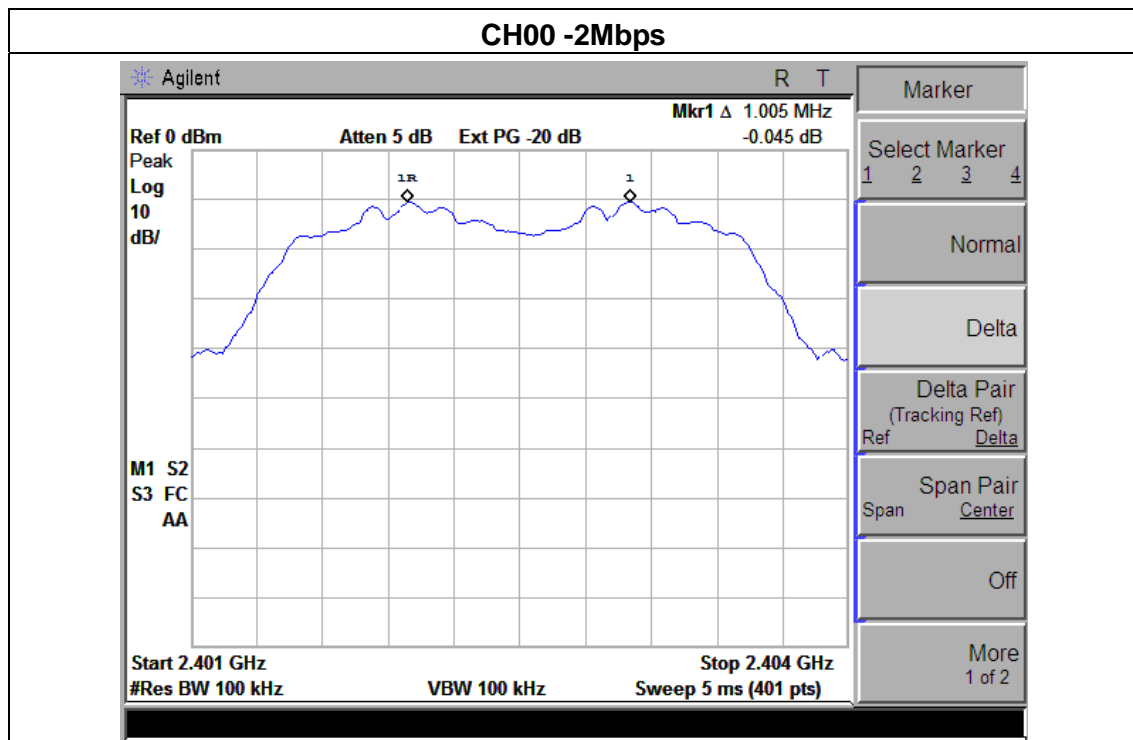 CH00 -2Mbps
Agilent R T
Mkr1 Δ 1.005 MHz
Ref 0 dBm Atten 5 dB Ext PG -20 dB -0.045 dB
Peak
Log
10
dB/
1R 1
M1 S2
S3 FC
AA
Start 2.401 GHz Stop 2.404 GHz
#Res BW 100 kHz VBW 100 kHz Sweep 5 ms (401 pts)
Marker
Select Marker
1 2 3 4
Normal
Delta
Delta Pair
(Tracking Ref)
Ref Delta
Span Pair
Span Center
Off
More
1 of 2